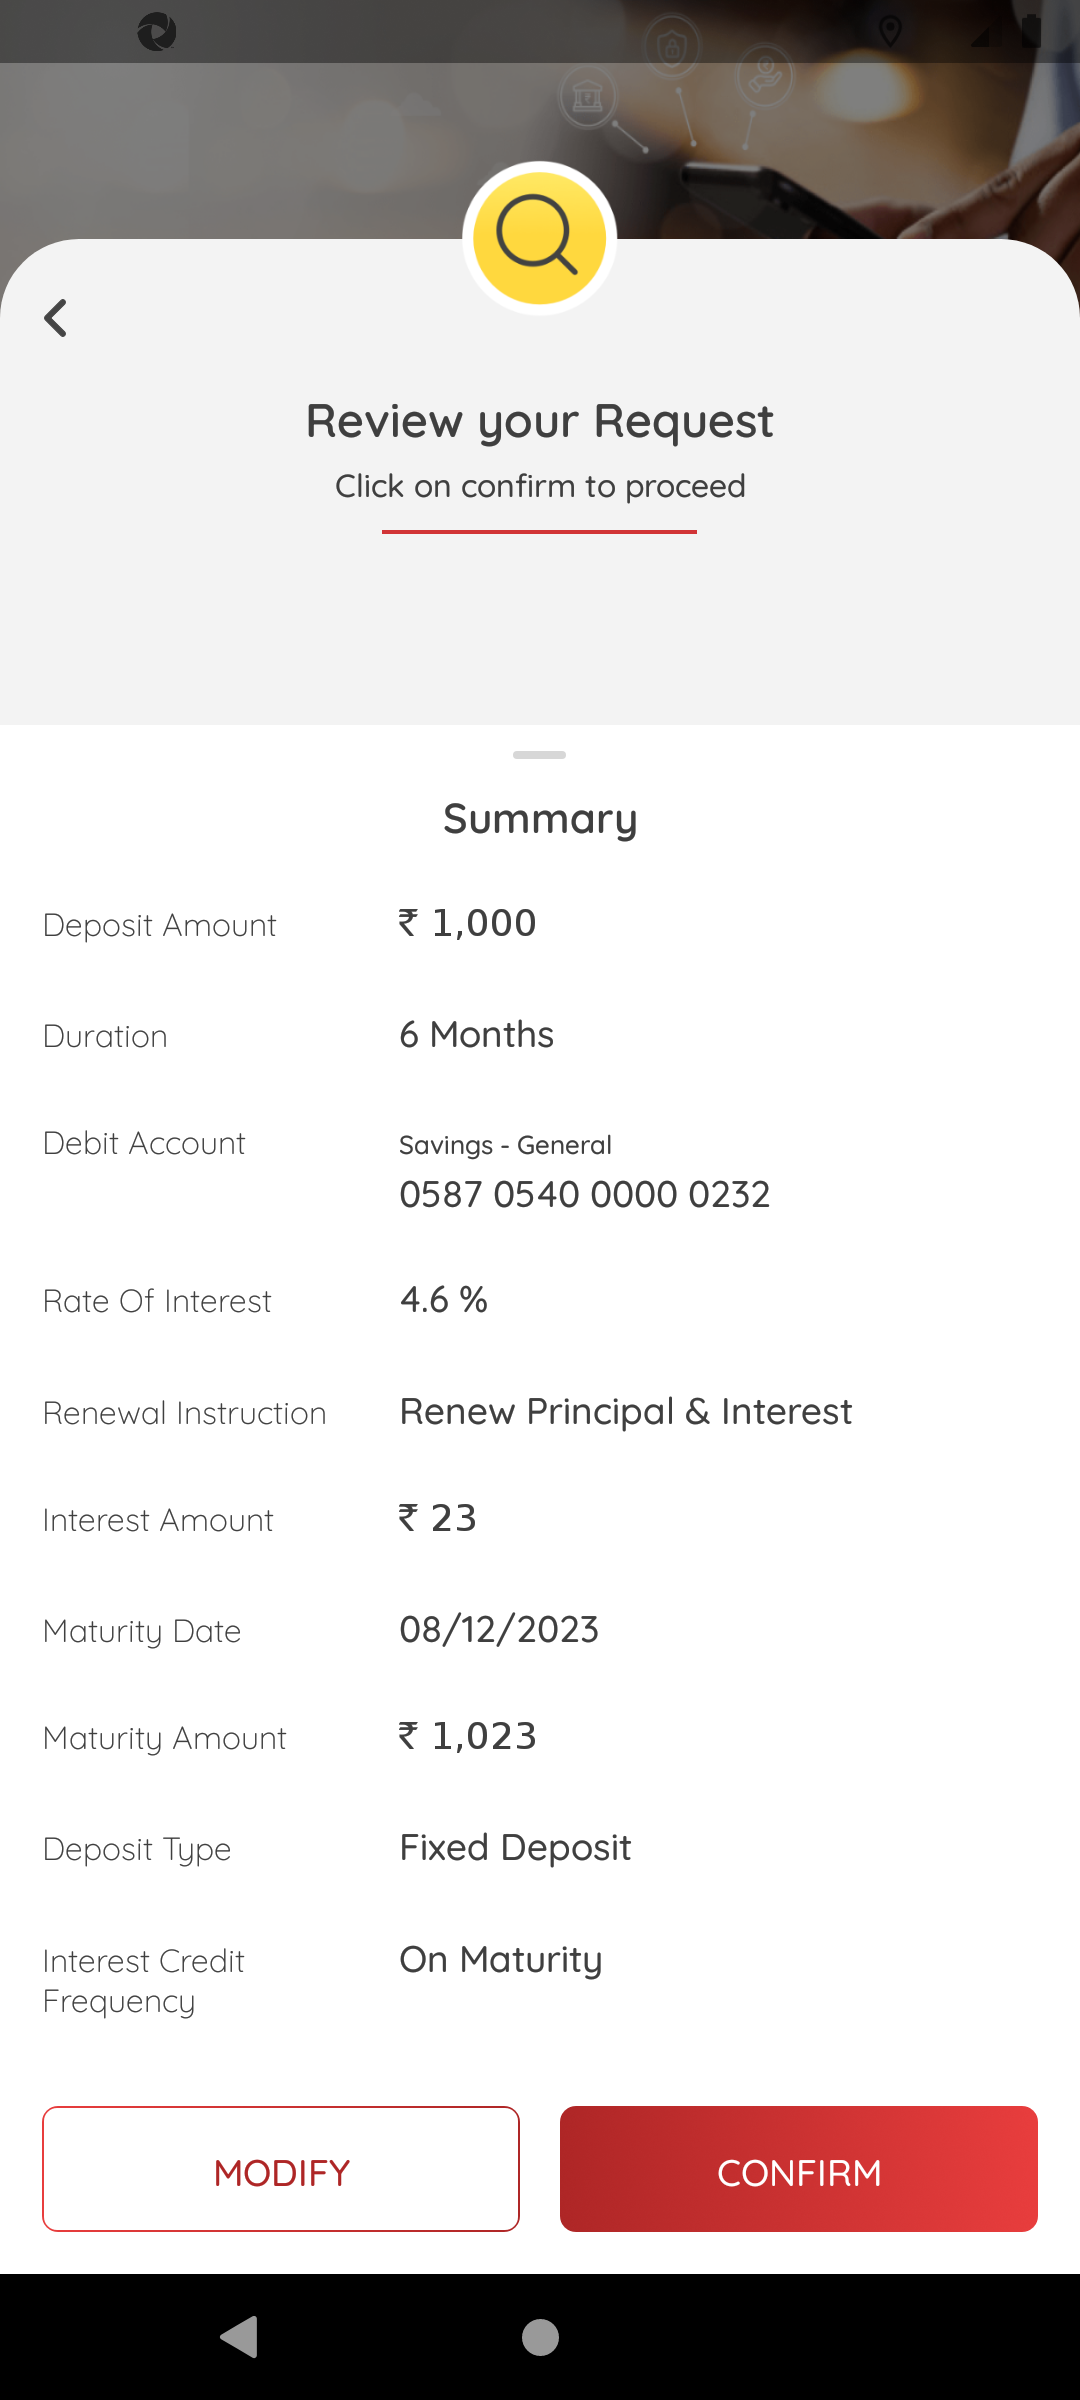 Review your Request
Click on confirm to proceed
Summary
Deposit Amount ₹ 1,000
Duration 6 Months
Debit Account Savings - General
0587 0540 0000 0232
Rate Of Interest 4.6 %
Renewal Instruction Renew Principal & Interest
Interest Amount ₹ 23
Maturity Date 08/12/2023
Maturity Amount ₹ 1,023
Deposit Type Fixed Deposit
Interest Credit On Maturity
Frequency
MODIFY CONFIRM